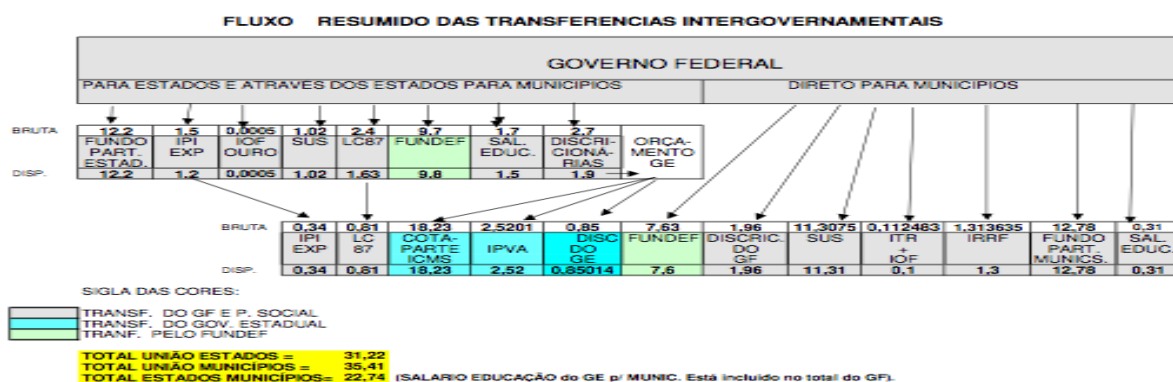 FLUXO RESUMIDO DAS TRANSFERENCIAS INTERGOVERNAMENTAIS
GOVERNO FEDERAL
PARA ESTADOS E ATRAVES DOS ESTADOS PARA MUNICIPIOS DIRETO PARA MUNICIPIOS
BRUTA 12.2 1.5 0,0005 1,02 2.4 9.7 1.7 2.7
FUNDO IPI IOF SUS LC87 FUNDEF SAL. DISCRI- ORÇA-
PART. EXP OURO EDUC. CIONÁ- MENTO
ESTAD. RIAS GE
DISP. 12.2 1.2 0,0005 1.02 1.63 9.8 1.5 1.9
BRUTA 0,34 0,81 18,23 2,5201 0,85 7,63 1,96 11,3075 0,112483 1,313635 12,78 0,31
IPI LC COTA- IPVA DISC FUNDEF DISCRIC. SUS ITR IRRF FUNDO SAL.
EXP 87 PARTE DO DO + PART. EDUC.
ICMS GE GF IOF MUNICS.
DISP. 0,34 0,81 18,23 2,52 0,85014 7,6 1,96 11,31 0,1 1,3 12,78 0,31
SIGLA DAS CORES:
TRANSF. DO GF E P. SOCIAL
TRANSF. DO GOV. ESTADUAL
TRANF. PELO FUNDEF
TOTAL UNIÃO ESTADOS = 31,22
TOTAL UNIÃO MUNICÍPIOS = 35,41
TOTAL ESTADOS MUNICÍPIOS= 22,74 (SALARIO EDUCAÇÃO do GE p/ MUNIC. Está incluido no total do GF).